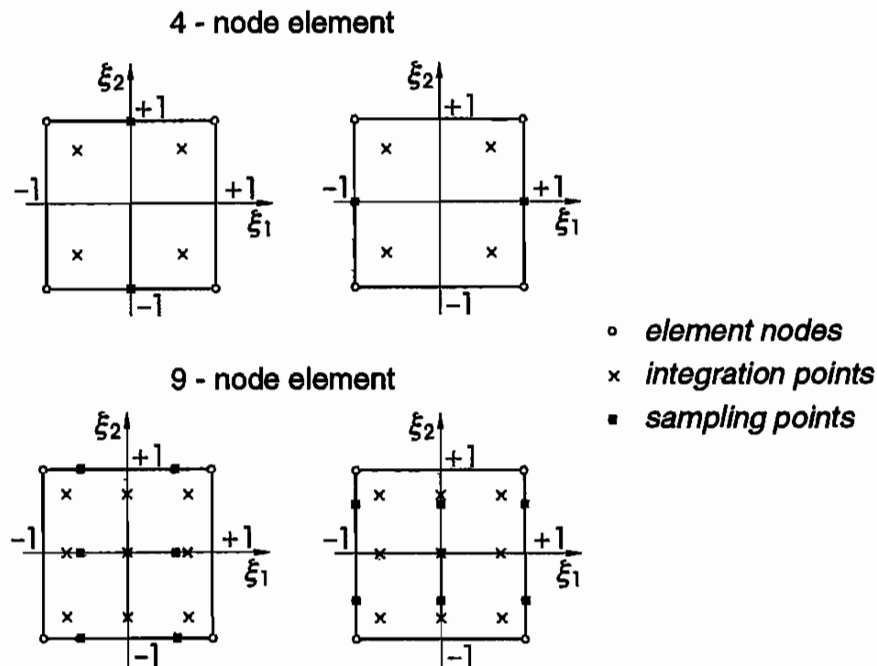 4 - node element
ξ2 ξ2
+1 +1
-1 +1 -1 +1
ξ1 ξ1
-1 -1
o element nodes
× integration points
■ sampling points
9 - node element
ξ2 ξ2
+1 +1
-1 +1 -1 +1
ξ1 ξ1
-1 -1